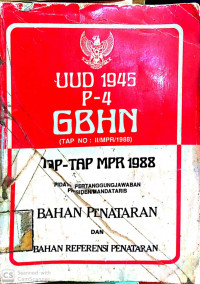 UUD 1945
P-4
GBHN
(TAP NO : II/MPR/1988)
TAP-TAP MPR 1988
PIDATO PERTANGGUNGJAWABAN
PRESIDEN/MANDATARIS
BAHAN PENATARAN
DAN
BAHAN REFERENSI PENATARAN
CS Scanned with
CamScanner